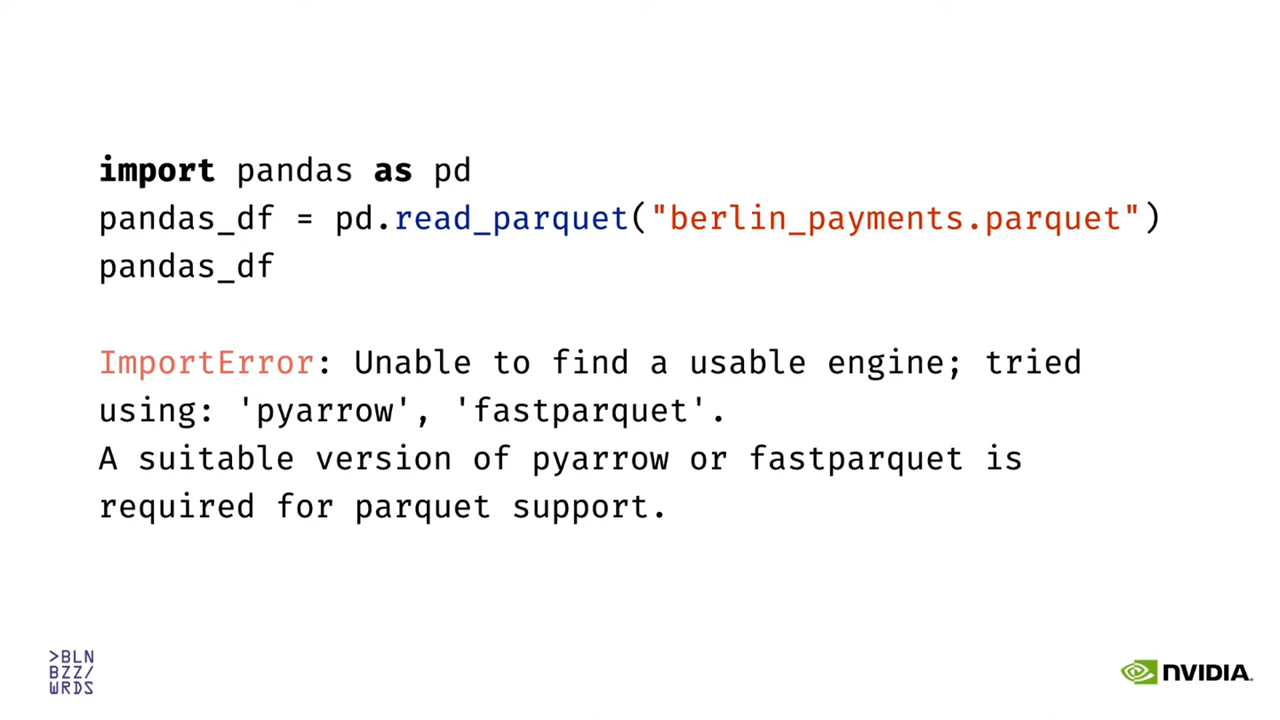 import pandas as pd
pandas_df = pd.read_parquet("berlin_payments.parquet")
pandas_df
ImportError: Unable to find a usable engine; tried
using: 'pyarrow', 'fastparquet'.
A suitable version of pyarrow or fastparquet is
required for parquet support.
>BLN
BZZ/
WRDS
NVIDIA.